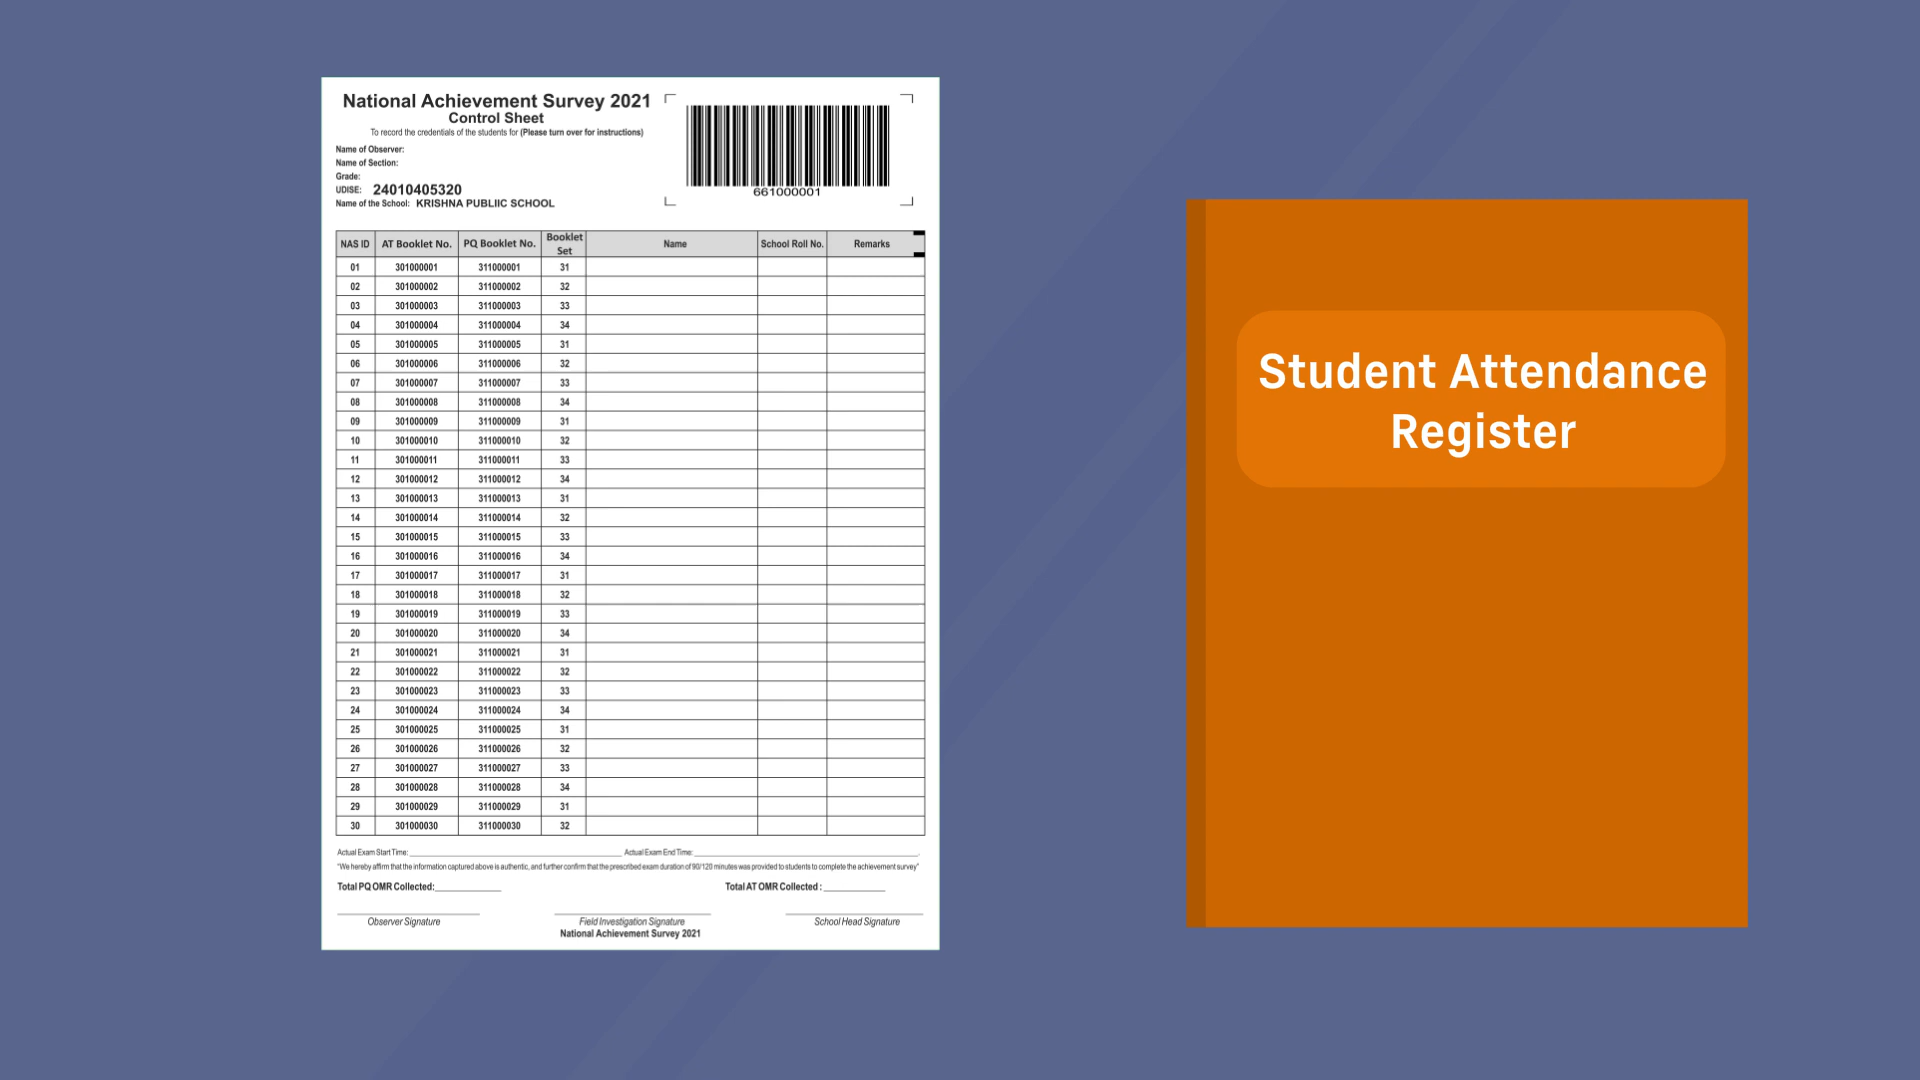 National Achievement Survey 2021
Control Sheet
To record the credentials of the students for (Please turn over for instructions)
Name of Observer:
Name of Section:
Grade:
UDISE: 24010405320
Name of the School: KRISHNA PUBLIIC SCHOOL
661000001
NAS ID AT Booklet No. PQ Booklet No. Booklet Set Name School Roll No. Remarks
01 301000001 311000001 31
02 301000002 311000002 32
03 301000003 311000003 33
04 301000004 311000004 34
05 301000005 311000005 31
06 301000006 311000006 32
07 301000007 311000007 33
08 301000008 311000008 34
09 301000009 311000009 31
10 301000010 311000010 32
11 301000011 311000011 33
12 301000012 311000012 34
13 301000013 311000013 31
14 301000014 311000014 32
15 301000015 311000015 33
16 301000016 311000016 34
17 301000017 311000017 31
18 301000018 311000018 32
19 301000019 311000019 33
20 301000020 311000020 34
21 301000021 311000021 31
22 301000022 311000022 32
23 301000023 311000023 33
24 301000024 311000024 34
25 301000025 311000025 31
26 301000026 311000026 32
27 301000027 311000027 33
28 301000028 311000028 34
29 301000029 311000029 31
30 301000030 311000030 32
Actual Exam Start Time: Actual Exam End Time:
"We hereby affirm that the information captured above is authentic, and further confirm that the prescribed exam duration of 90/120 minutes was provided to students to complete the achievement survey"
Total PQ OMR Collected: Total AT OMR Collected :
Observer Signature Field Investigation Signature School Head Signature
National Achievement Survey 2021
Student Attendance
Register